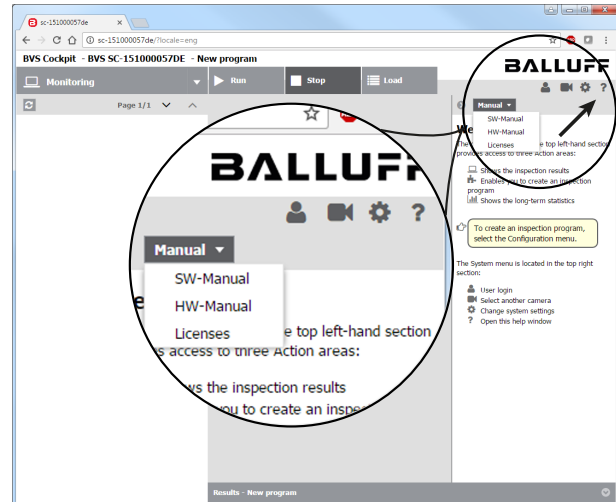 sc-151000057de
sc-151000057de/?locale=eng
BVS Cockpit - BVS SC-151000057DE - New program
BALLUFF
Monitoring
Run
Stop
Load
Page 1/1
?
Manual
SW-Manual
HW-Manual
Licenses
We
The
e top left-hand section
provides access to three Action areas:
Shows the inspection results
Enables you to create an inspection
program
Shows the long-term statistics
To create an inspection program,
select the Configuration menu.
The System menu is located in the top right
section:
User login
Select another camera
Change system settings
? Open this help window
BALLUFF
?
Manual
SW-Manual
HW-Manual
Licenses
e top left-hand section
s access to three Action areas:
ws the inspection results
you to create an inspe
Results - New program